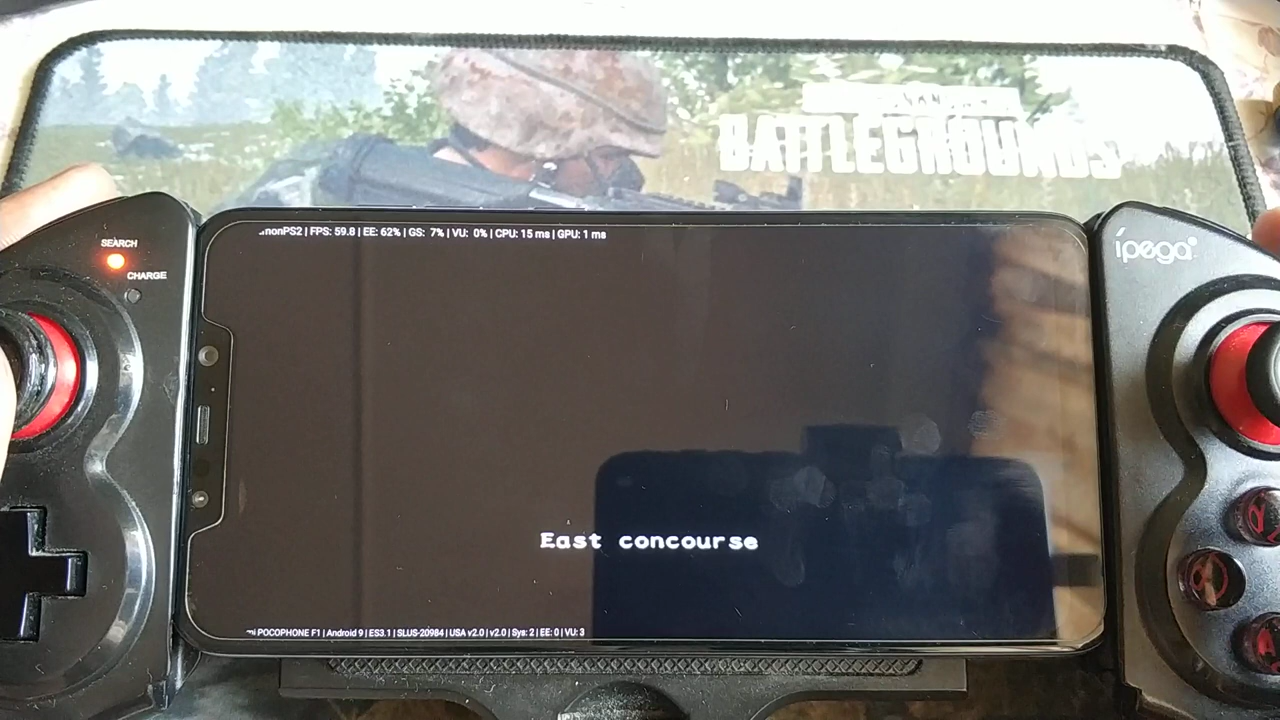 BATTLEGROUNDS
nonPS2 | FPS: 59.8 | EE: 62% | GS: 7% | VU: 0% | CPU: 15 ms | GPU: 1 ms
SEARCH
CHARGE
ípega
East concourse
mi POCOPHONE F1 | Android 9 | ES3.1 | SLUS-20984 | USA v2.0 | v2.0 | Sys: 2 | EE: 0 | VU: 3